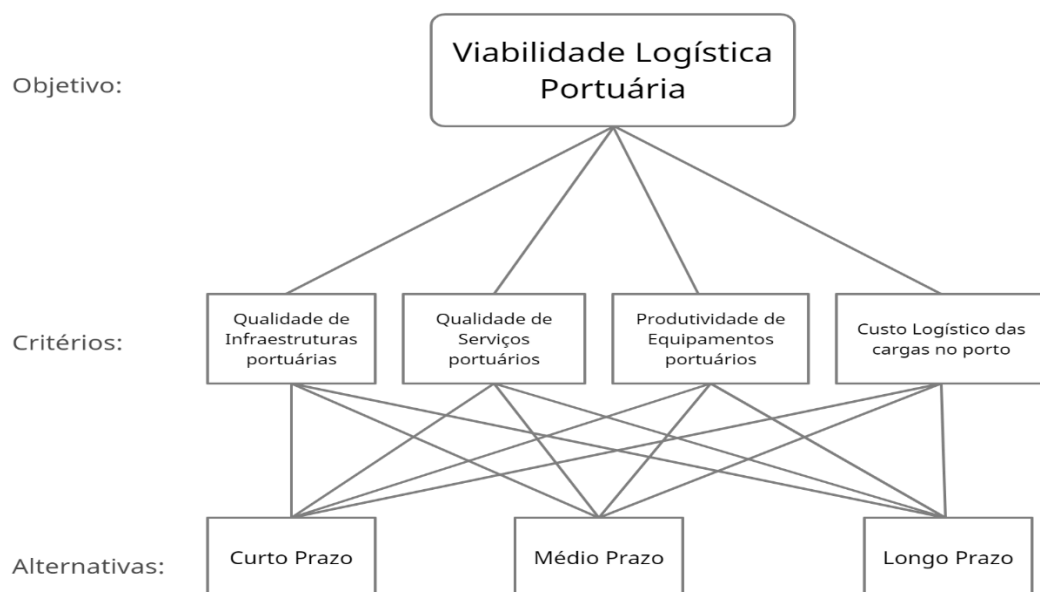 Viabilidade Logística
Portuária
Objetivo:
Critérios:
Qualidade de
Infraestruturas
portuárias
Qualidade de
Serviços
portuários
Produtividade de
Equipamentos
portuários
Custo Logístico das
cargas no porto
Alternativas:
Curto Prazo
Médio Prazo
Longo Prazo